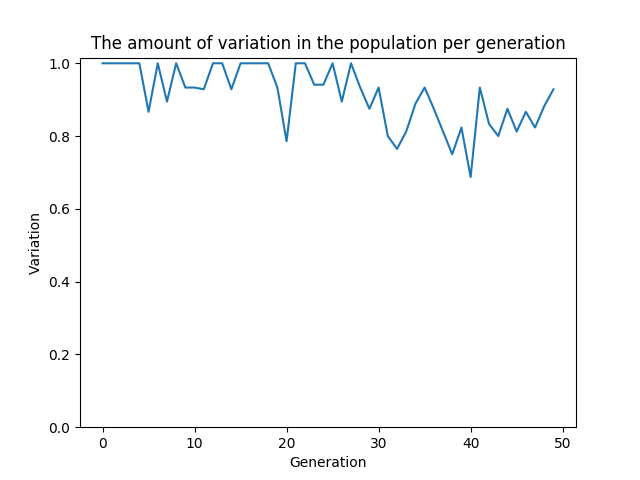 The amount of variation in the population per generation
1.0
0.8
0.6
0.4
0.2
0.0
Variation
0 10 20 30 40 50
Generation